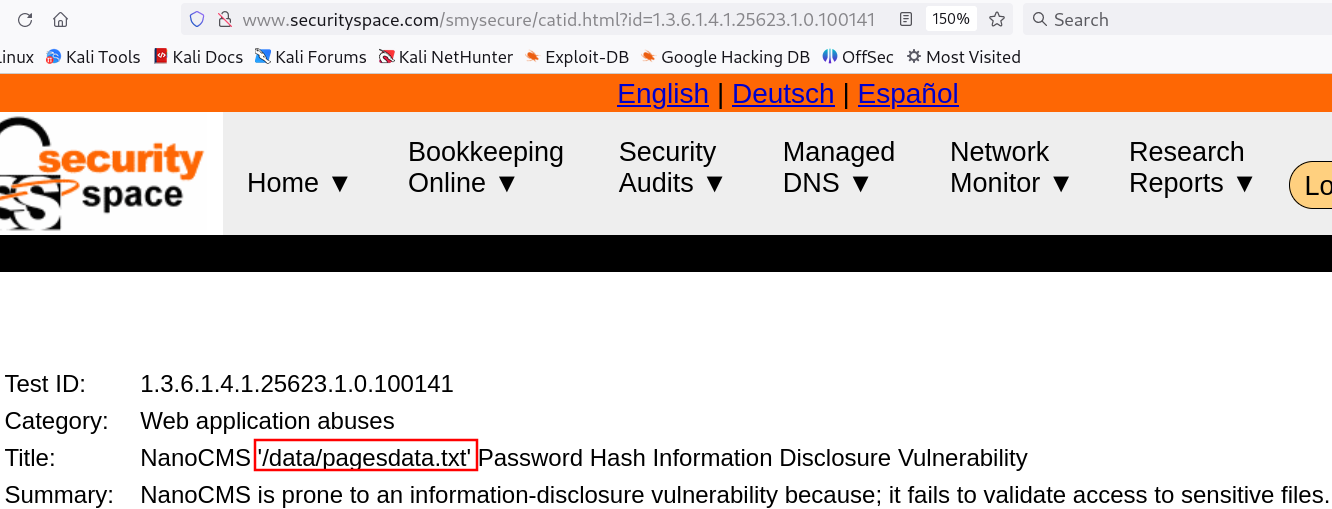 www.securityspace.com/smysecure/catid.html?id=1.3.6.1.4.1.25623.1.0.100141 150% Search
inux Kali Tools Kali Docs Kali Forums Kali NetHunter Exploit-DB Google Hacking DB OffSec Most Visited
English | Deutsch | Español
security
space
Home ▼
Bookkeeping
Online ▼
Security
Audits ▼
Managed
DNS ▼
Network
Monitor ▼
Research
Reports ▼
Lo
Test ID: 1.3.6.1.4.1.25623.1.0.100141
Category: Web application abuses
Title: NanoCMS '/data/pagesdata.txt' Password Hash Information Disclosure Vulnerability
Summary: NanoCMS is prone to an information-disclosure vulnerability because; it fails to validate access to sensitive files.